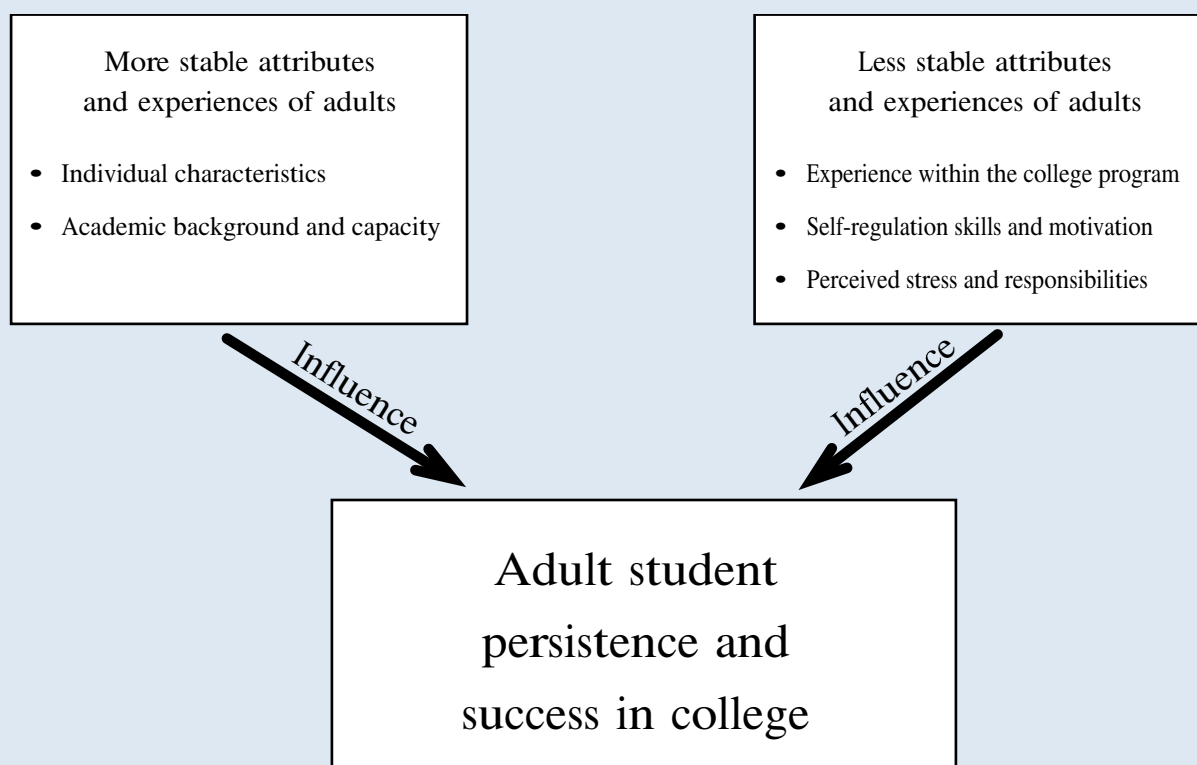 More stable attributes
and experiences of adults
• Individual characteristics
• Academic background and capacity
Less stable attributes
and experiences of adults
• Experience within the college program
• Self-regulation skills and motivation
• Perceived stress and responsibilities
Influence
Influence
Adult student
persistence and
success in college